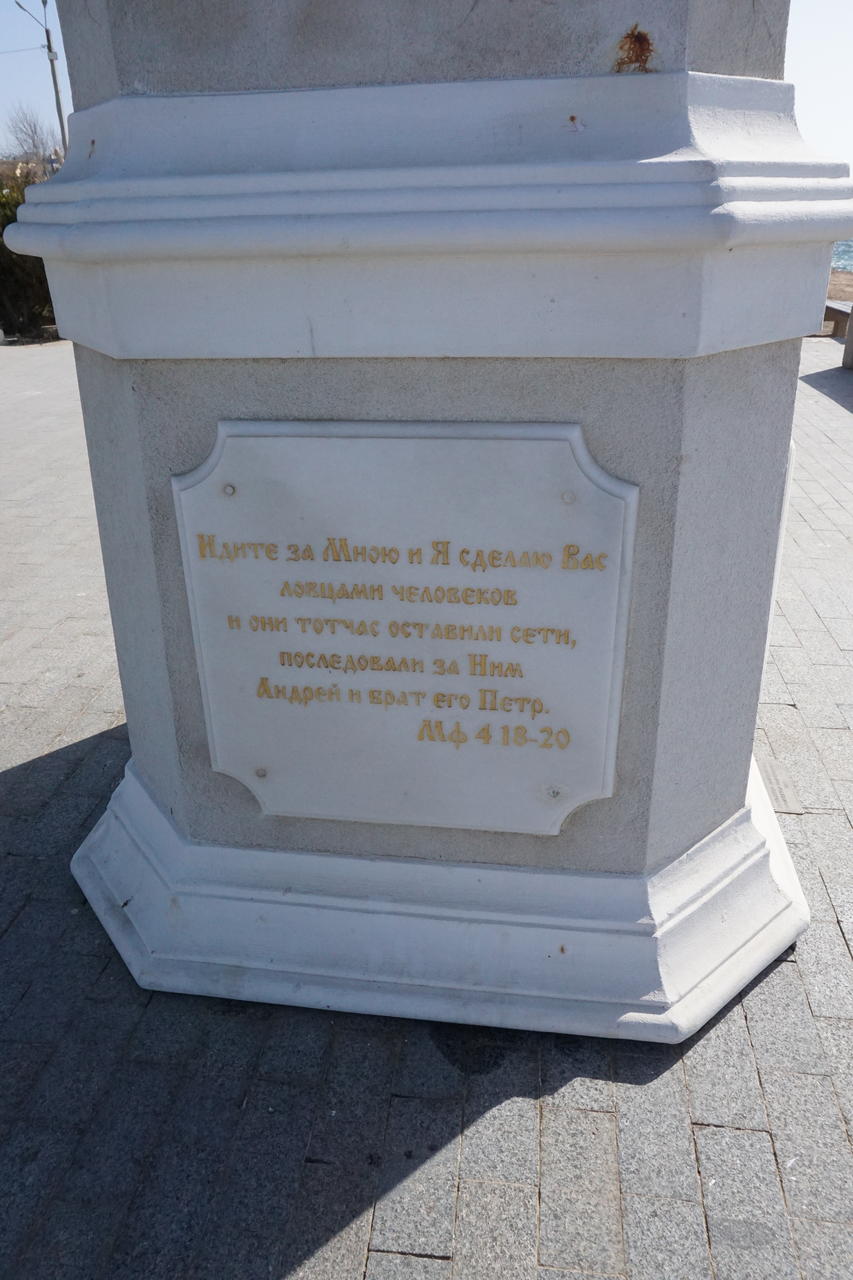 Идите за Мною и Я сделаю Вас
ловцами человеков
и они тотчас оставили сети,
последовали за Ним
Андрей и брат его Петр.
Мф 4 18-20